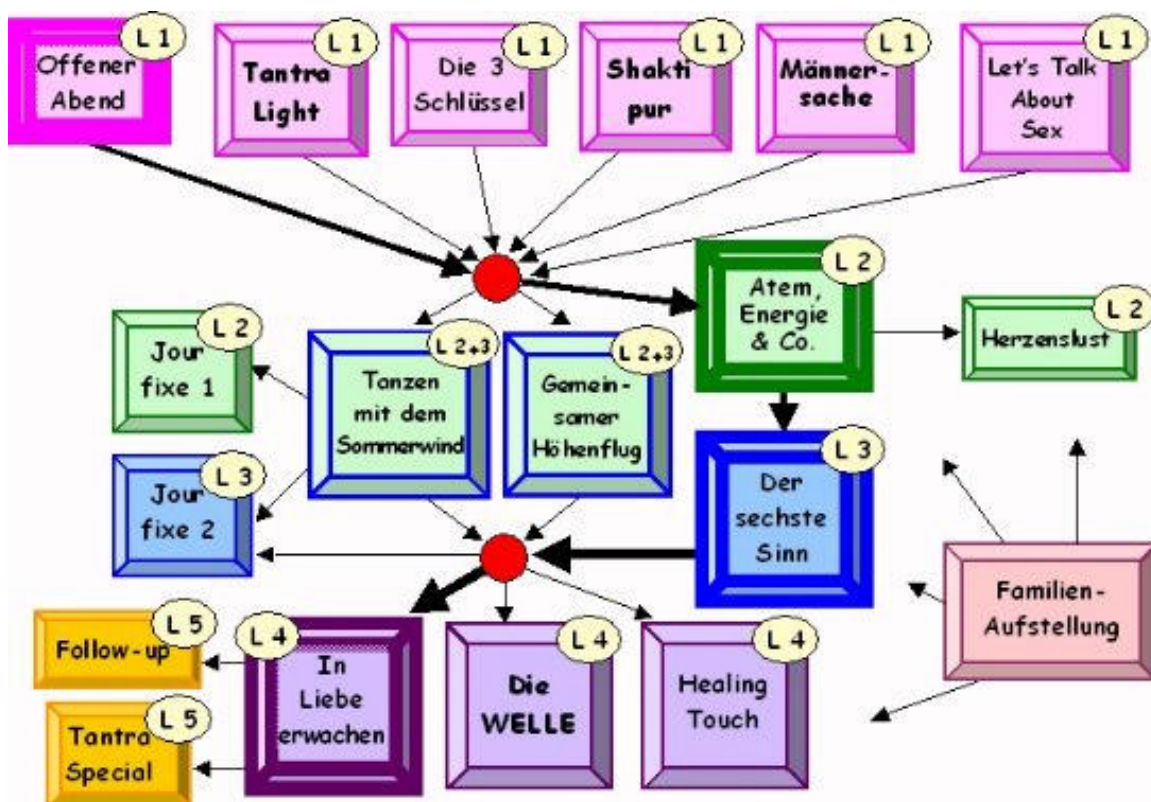 L 1
Offener
Abend
L 1
Tantra
Light
L 1
Die 3
Schlüssel
L 1
Shakti
pur
L 1
Männer-
sache
L 1
Let's Talk
About
Sex
L 2
Atem,
Energie
& Co.
L 2
Herzenslust
L 2
Jour
fixe 1
L 2+3
Tanzen
mit dem
Sommerwind
L 2+3
Gemein-
samer
Höhenflug
L 3
Jour
fixe 2
L 3
Der
sechste
Sinn
Familien-
Aufstellung
L 5
Follow-up
L 4
In
Liebe
erwachen
L 4
Die
WELLE
L 4
Healing
Touch
L 5
Tantra
Special